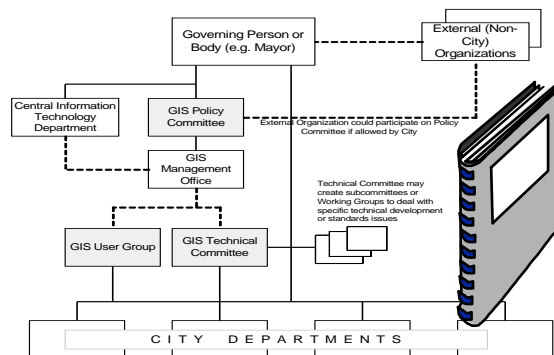 Governing Person or
Body (e.g. Mayor)
External (Non-
City)
Organizations
Central Information
Technology
Department
GIS Policy
Committee
External Organization could participate on Policy
Committee if allowed by City
GIS
Management
Office
Technical Committee may
create subcommittees or
Working Groups to deal with
specific technical development
or standards issues
GIS User Group
GIS Technical
Committee
CITY DEPARTMENTS